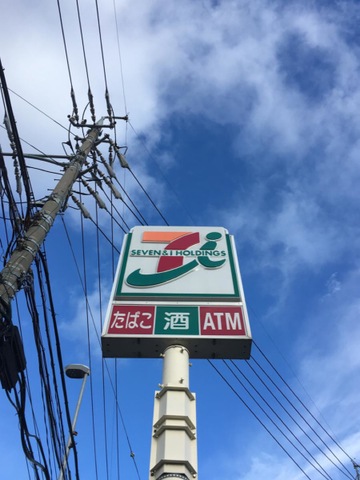 SEVEN & I HOLDINGS
たばこ 酒 ATM